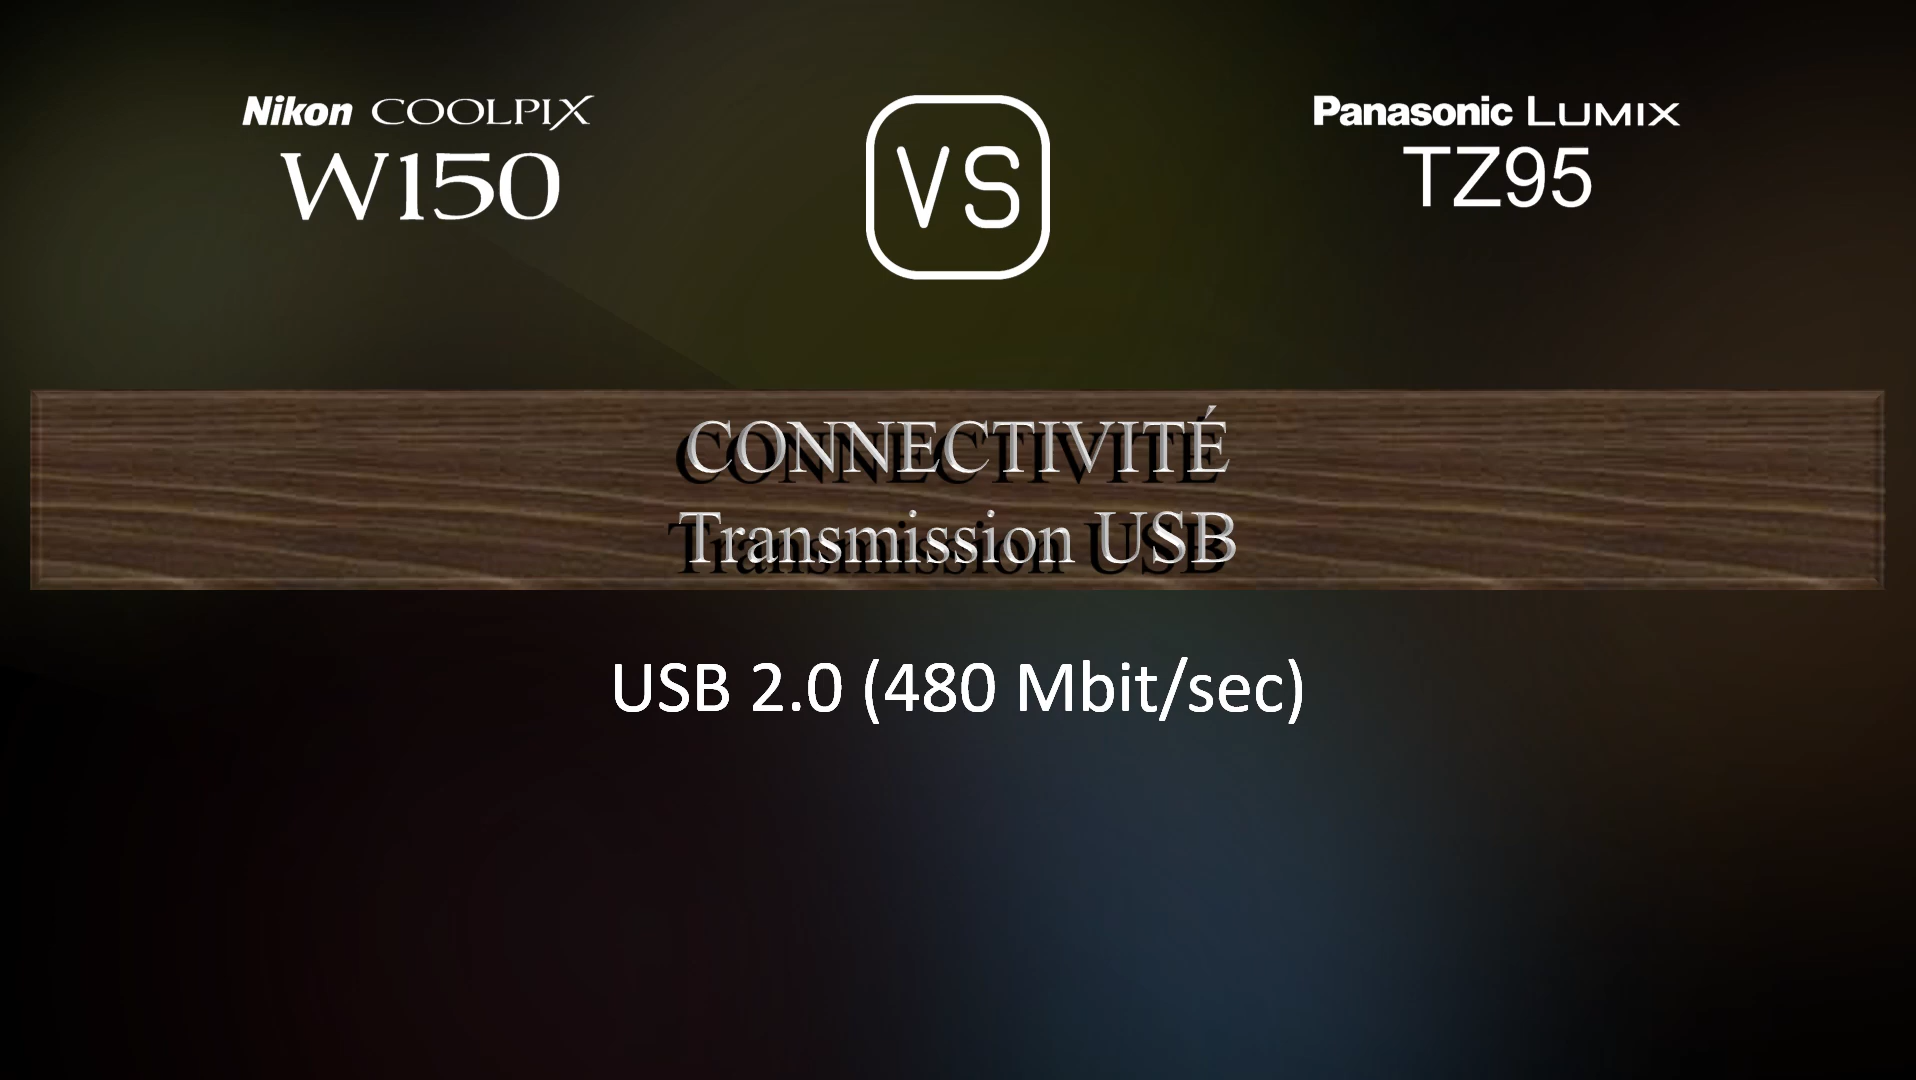 Nikon COOLPIX
W150
VS
Panasonic LUMIX
TZ95
CONNECTIVITÉ
Transmission USB
USB 2.0 (480 Mbit/sec)